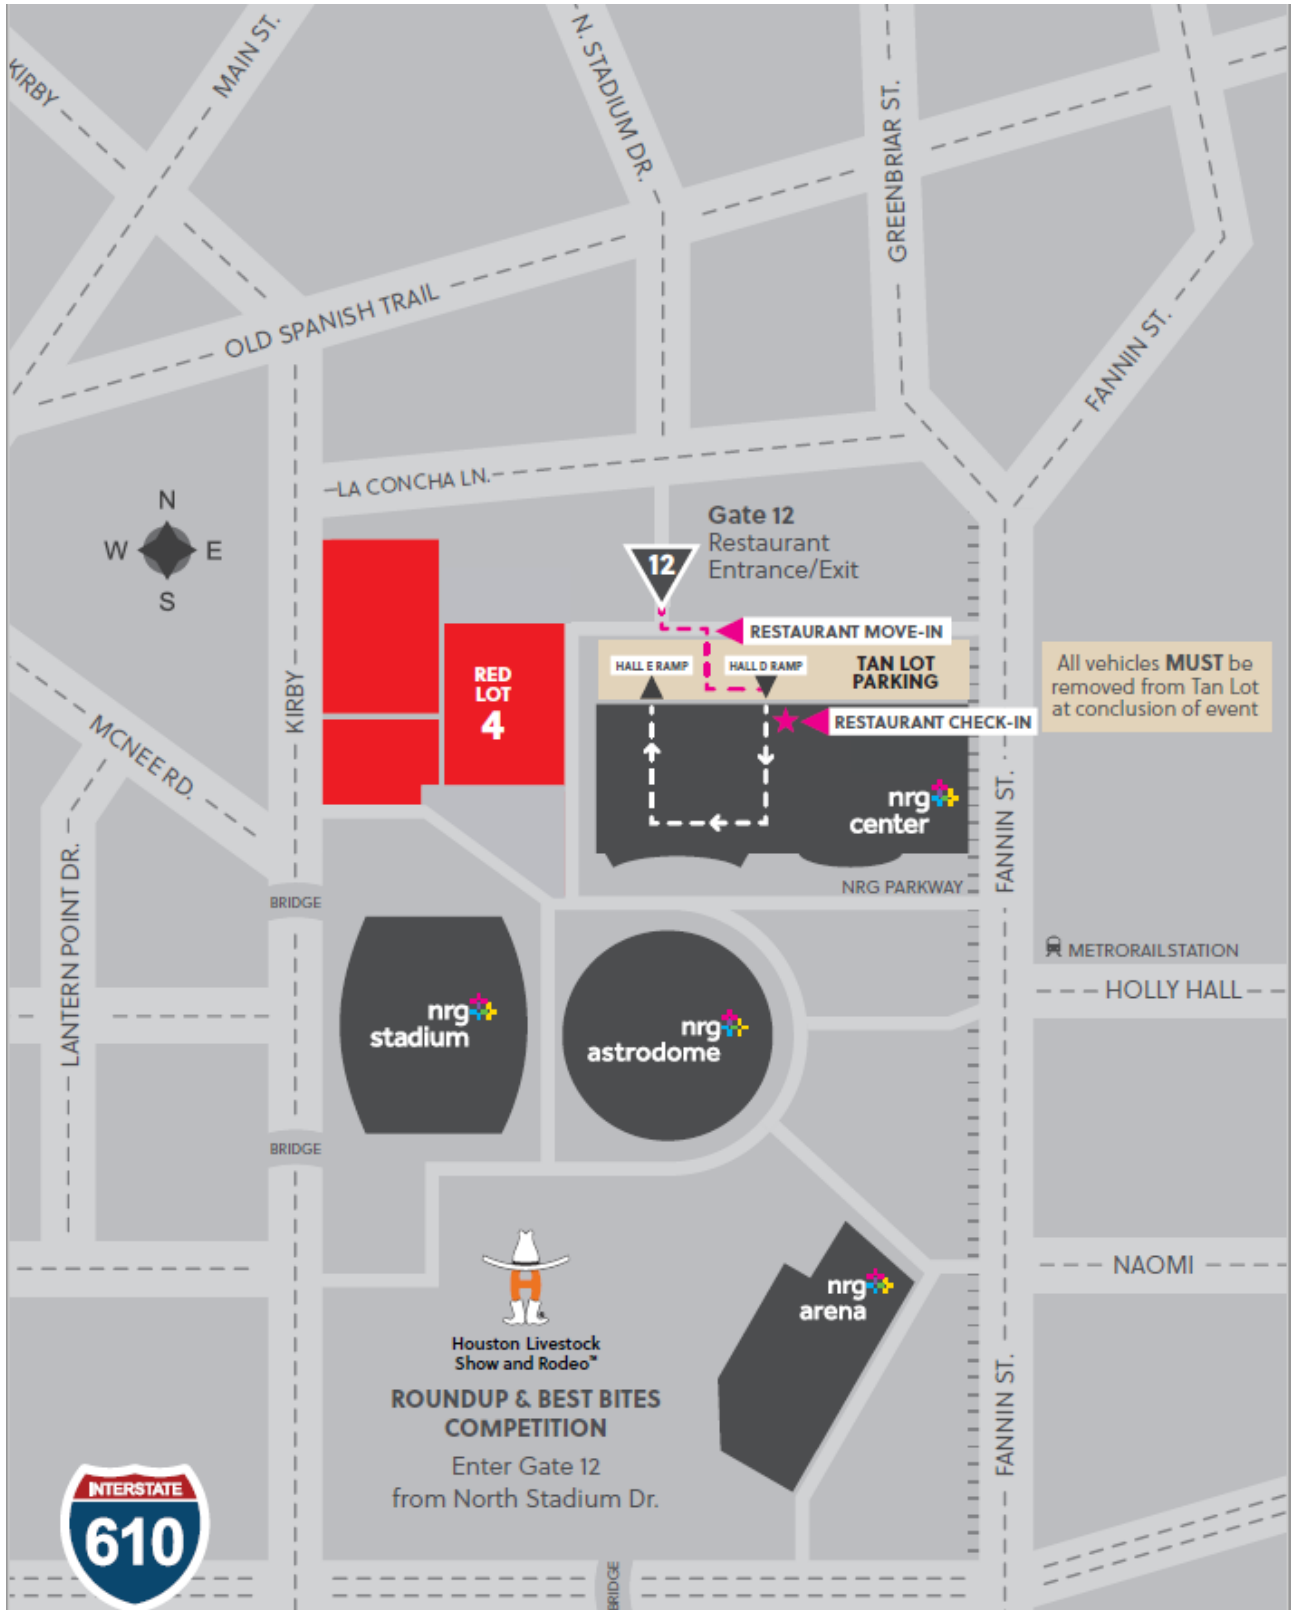 KIRBY
MAIN ST.
N. STADIUM DR.
GREENBRIAR ST.
OLD SPANISH TRAIL
FANNIN ST.
LA CONCHA LN.
N
W
E
S
12
Gate 12
Restaurant
Entrance/Exit
RESTAURANT MOVE-IN
HALL E RAMP
HALL D RAMP
TAN LOT
PARKING
RED
LOT
4
All vehicles MUST be
removed from Tan Lot
at conclusion of event
RESTAURANT CHECK-IN
KIRBY
MCNEE RD.
nrg
center
FANNIN ST.
LANTERN POINT DR.
BRIDGE
NRG PARKWAY
METRORAIL STATION
HOLLY HALL
nrg
stadium
nrg
astrodome
BRIDGE
NAOMI
nrg
arena
H
Houston Livestock
Show and Rodeo™
ROUNDUP & BEST BITES
COMPETITION
Enter Gate 12
from North Stadium Dr.
FANNIN ST.
INTERSTATE
610
BRIDGE